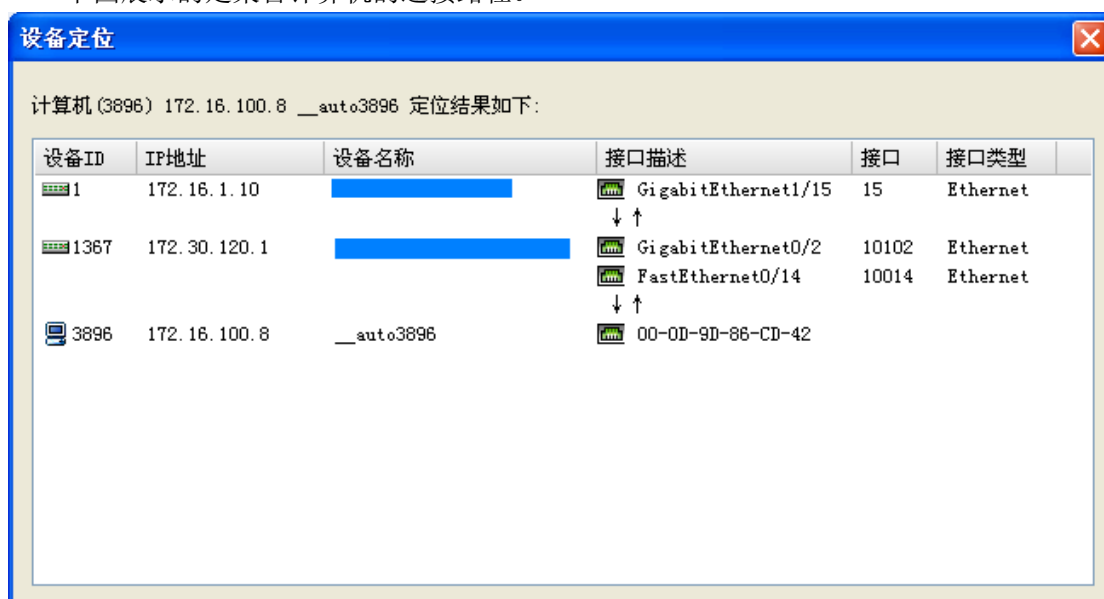 设备定位
计算机(3896) 172.16.100.8 __auto3896 定位结果如下:
设备ID IP地址 设备名称 接口描述 接口 接口类型
1 172.16.1.10 GigabitEthernet1/15 15 Ethernet
↓↑
1367 172.30.120.1 GigabitEthernet0/2 10102 Ethernet
FastEthernet0/14 10014 Ethernet
↓↑
3896 172.16.100.8 __auto3896 00-0D-9D-86-CD-42